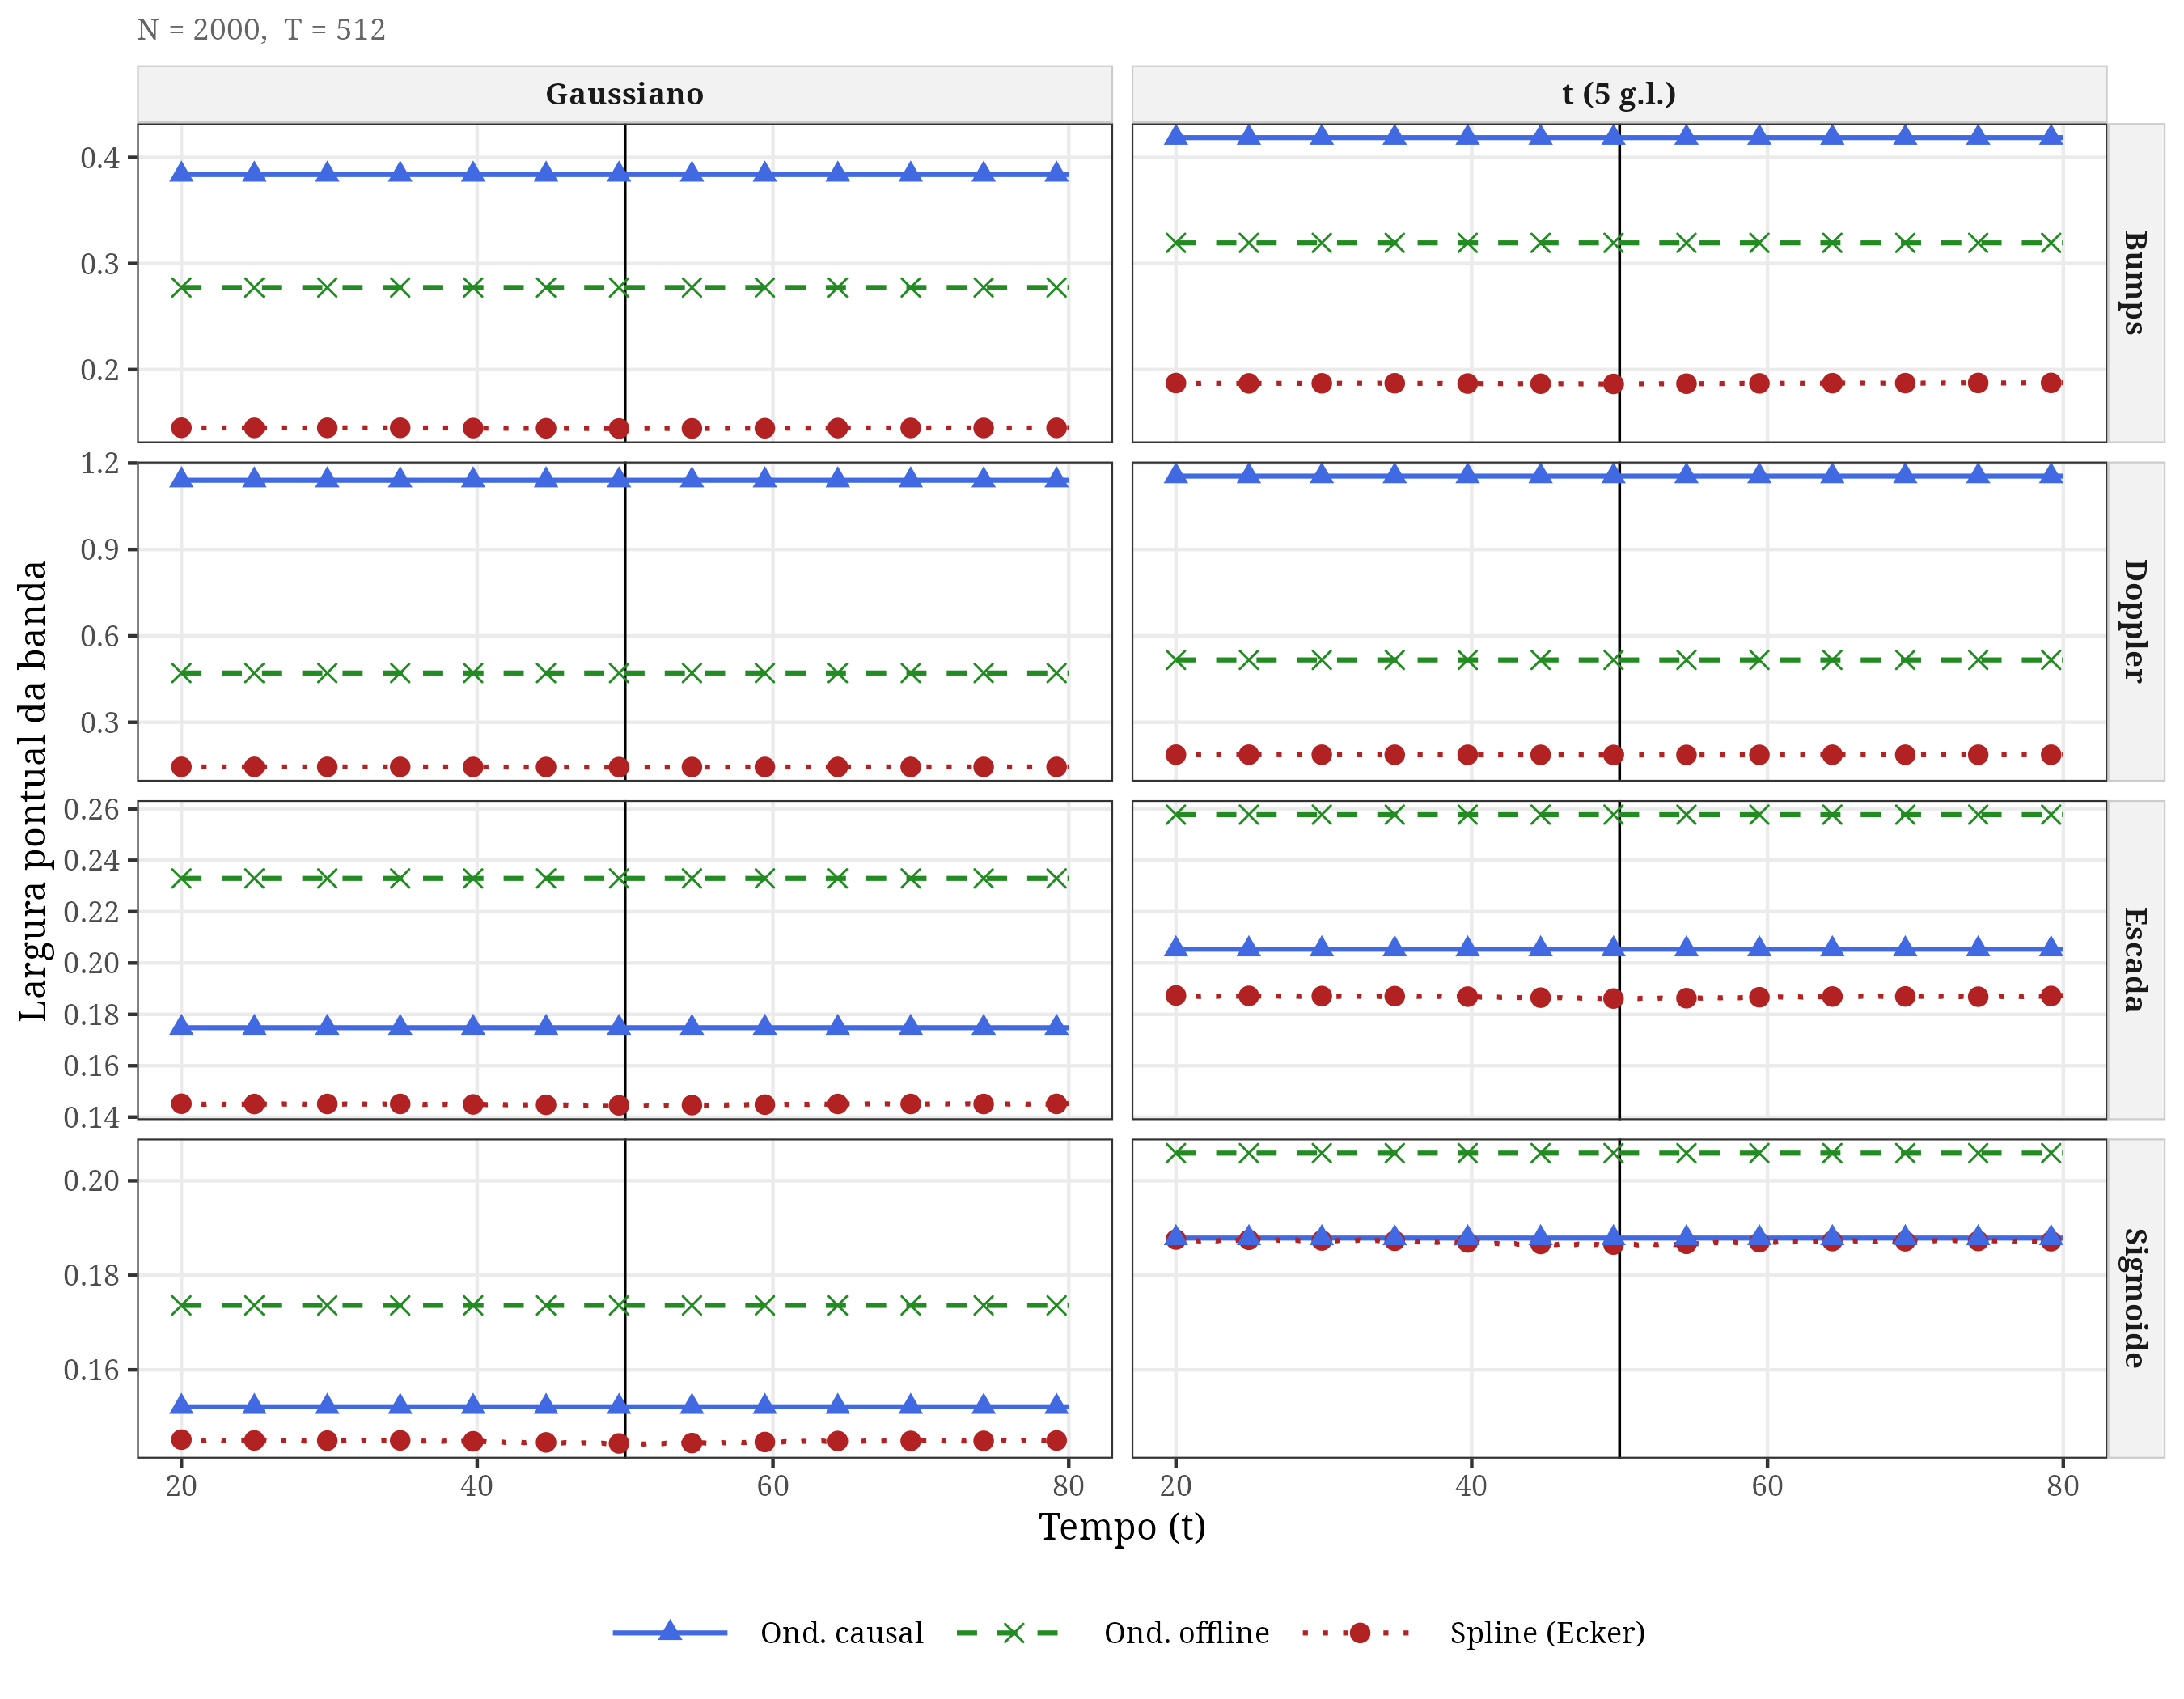 N = 2000,  T = 512
Gaussiano
t (5 g.l.)
Largura pontual da banda
0.4
0.3
0.2
Bumps
1.2
0.9
0.6
0.3
Doppler
0.26
0.24
0.22
0.20
0.18
0.16
0.14
Escada
0.20
0.18
0.16
Sigmoide
20 40 60 80
20 40 60 80
Tempo (t)
Ond. causal
Ond. offline
Spline (Ecker)